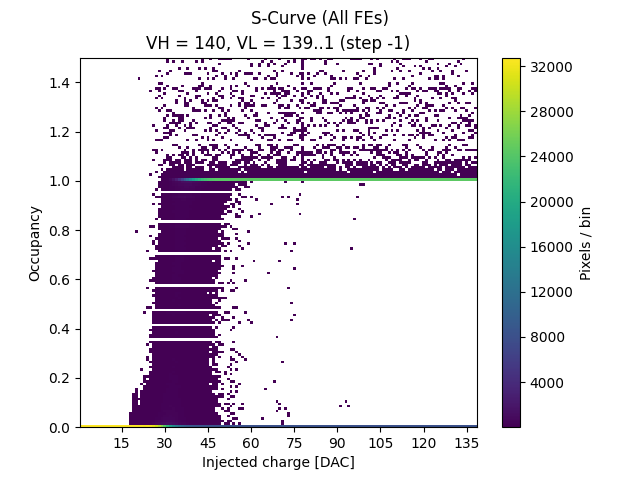 S-Curve (All FEs)
VH = 140, VL = 139..1 (step -1)
1.4
1.2
1.0
0.8
0.6
0.4
0.2
0.0
Occupancy
15 30 45 60 75 90 105 120 135
Injected charge [DAC]
32000
28000
24000
20000
16000
12000
8000
4000
Pixels / bin